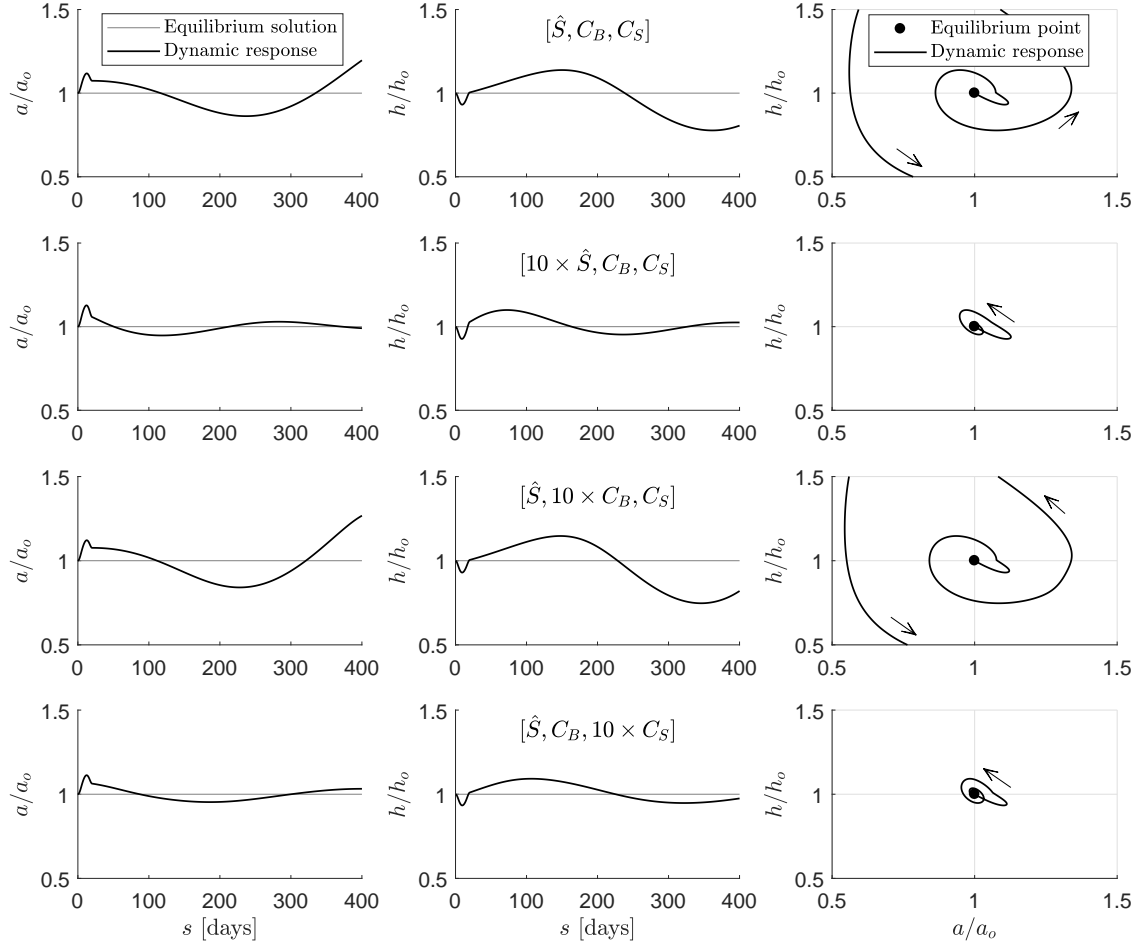 Equilibrium solution
Dynamic response
[Ŝ, C_B, C_S]
Equilibrium point
Dynamic response
1.5
1
0.5
a/a_o
0 100 200 300 400
1.5
1
0.5
h/h_o
0 100 200 300 400
1.5
1
0.5
h/h_o
0.5 1 1.5
[10 × Ŝ, C_B, C_S]
1.5
1
0.5
a/a_o
0 100 200 300 400
1.5
1
0.5
h/h_o
0 100 200 300 400
1.5
1
0.5
h/h_o
0.5 1 1.5
[Ŝ, 10 × C_B, C_S]
1.5
1
0.5
a/a_o
0 100 200 300 400
1.5
1
0.5
h/h_o
0 100 200 300 400
1.5
1
0.5
h/h_o
0.5 1 1.5
[Ŝ, C_B, 10 × C_S]
1.5
1
0.5
a/a_o
0 100 200 300 400
s [days]
1.5
1
0.5
h/h_o
0 100 200 300 400
s [days]
1.5
1
0.5
h/h_o
0.5 1 1.5
a/a_o